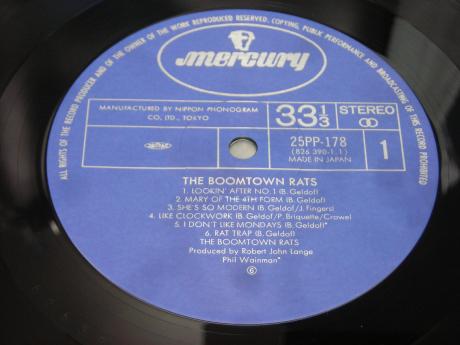 ALL RIGHTS OF THE RECORD PRODUCER AND OF THE OWNER OF THE WORK REPRODUCED RESERVED. COPYING, PUBLIC PERFORMANCE AND BROADCASTING OF THIS RECORD PROHIBITED
mercury
MANUFACTURED BY NIPPON PHONOGRAM
CO., LTD., TOKYO
33 1/3
STEREO
25PP-178
(826 390-1 1)
MADE IN JAPAN
1
THE BOOMTOWN RATS
1. LOOKIN' AFTER NO.1 (B. Geldof)
2. MARY OF THE 4TH FORM (B. Geldof)
3. SHE'S SO MODERN (B. Geldof/J. Fingers)
4. LIKE CLOCKWORK (B. Geldof/P. Briquette/Crowe)
5. I DON'T LIKE MONDAYS (B. Geldof)*
6. RAT TRAP (B. Geldof)
THE BOOMTOWN RATS
Produced by Robert John Lange
Phil Wainman*